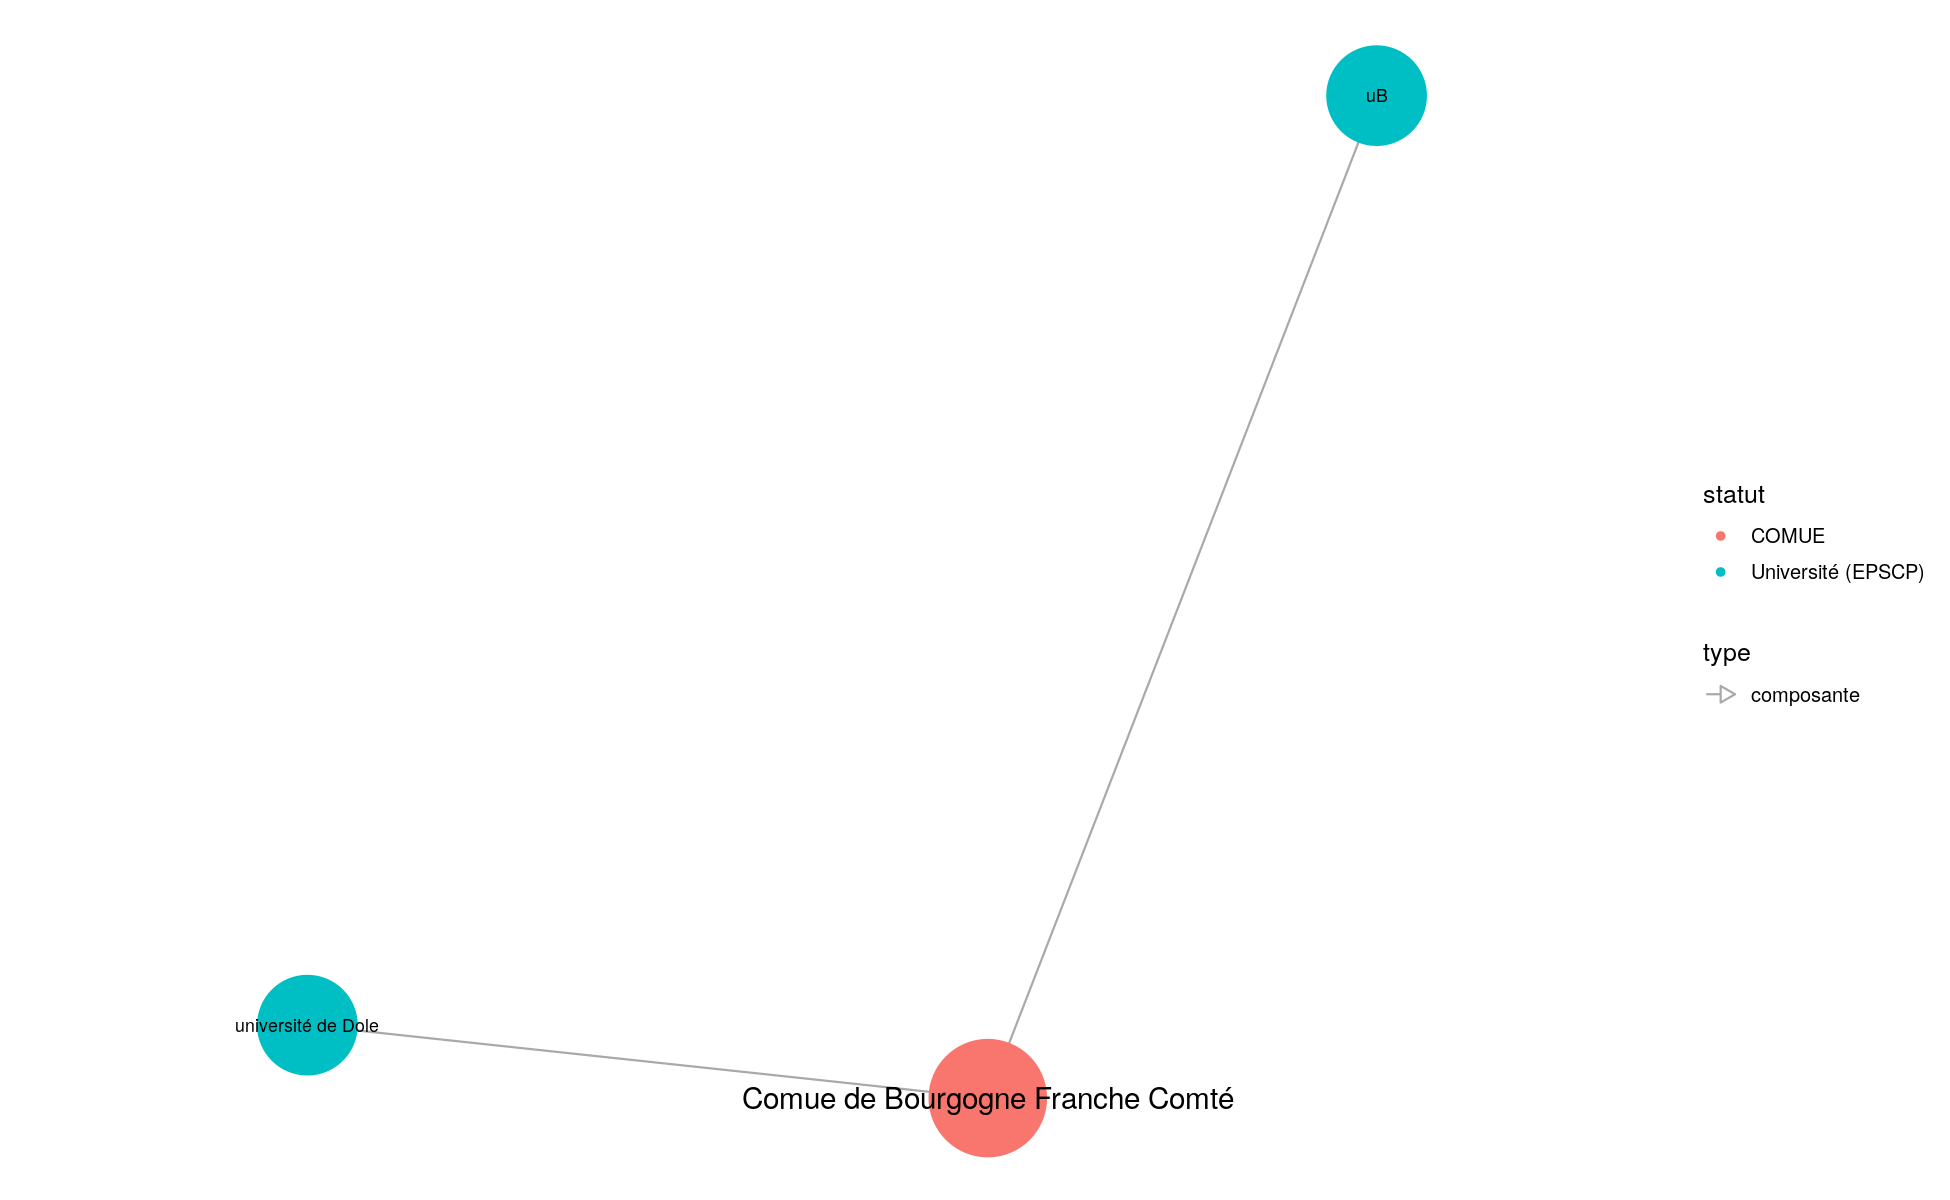 uB
statut
COMUE
Université (EPSCP)
type
composante
université de Dole
Comue de Bourgogne Franche Comté